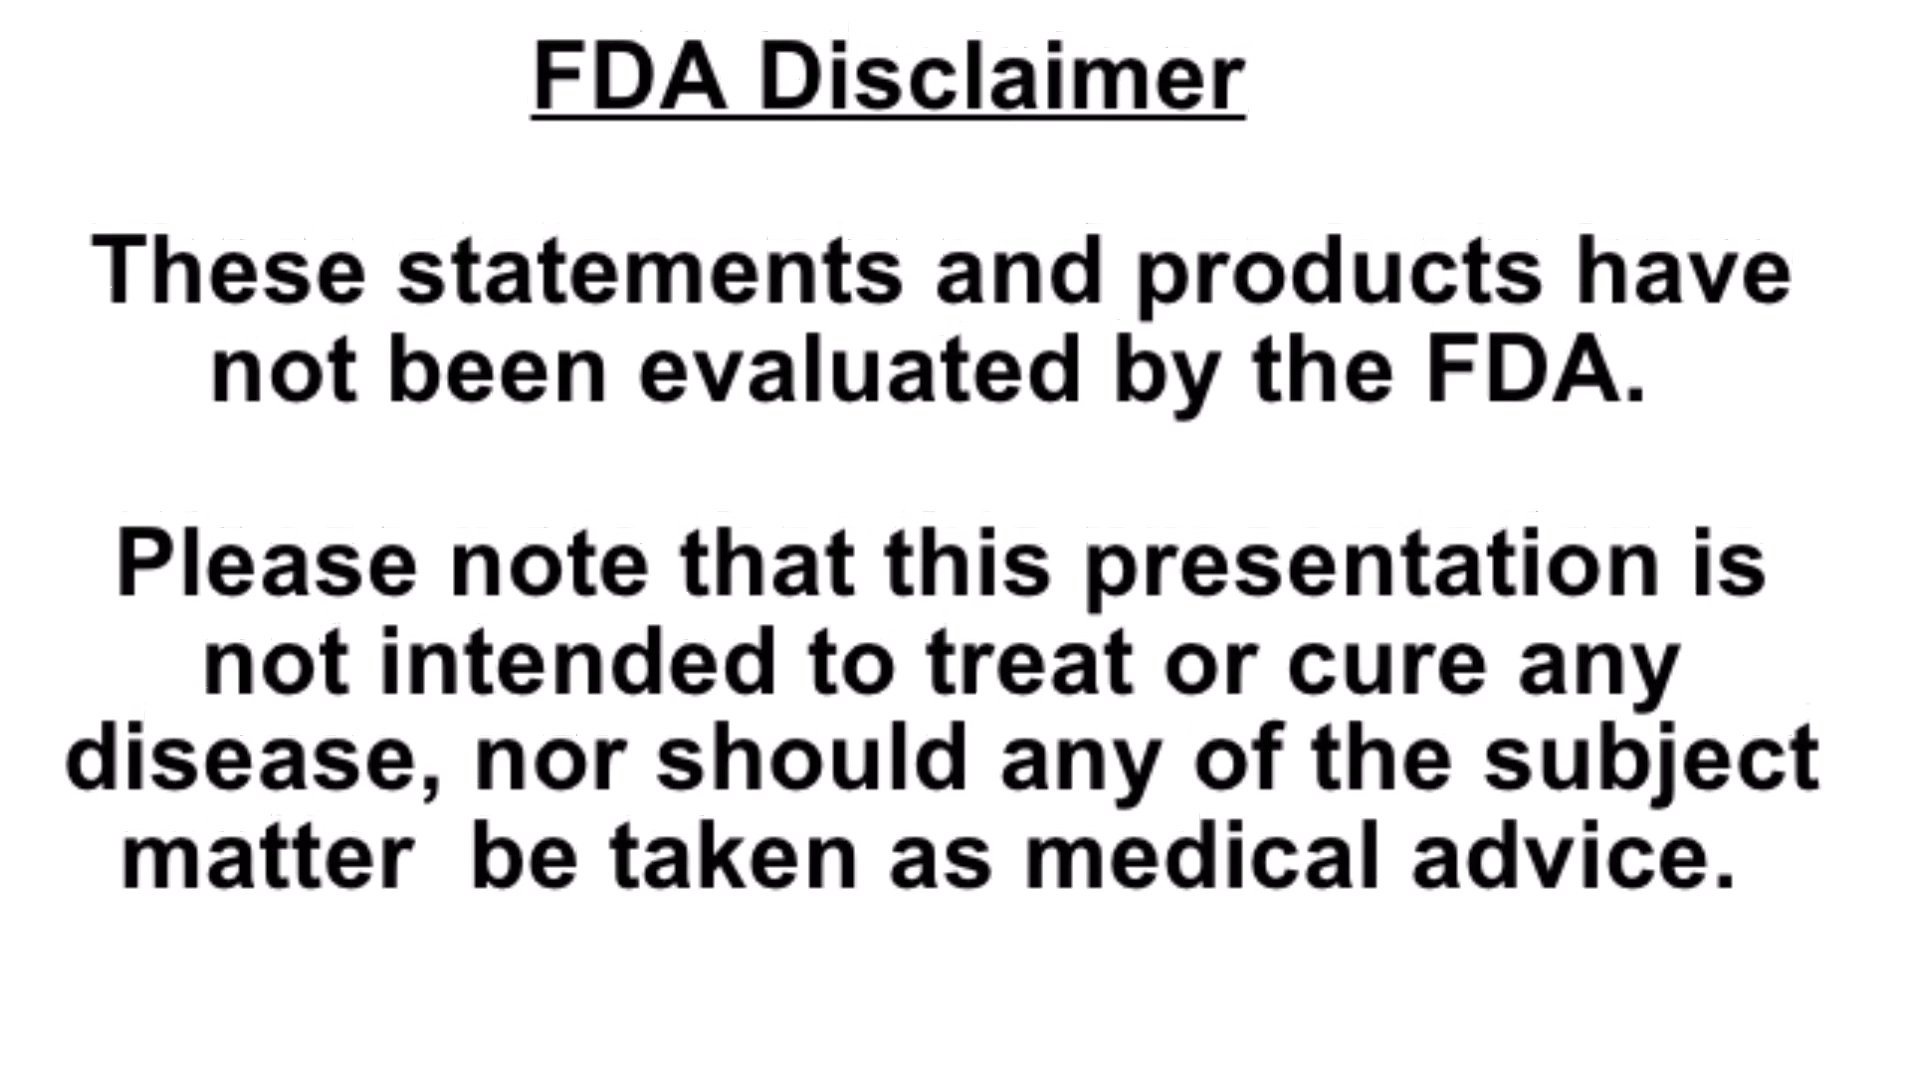 FDA Disclaimer
These statements and products have
not been evaluated by the FDA.
Please note that this presentation is
not intended to treat or cure any
disease, nor should any of the subject
matter  be taken as medical advice.